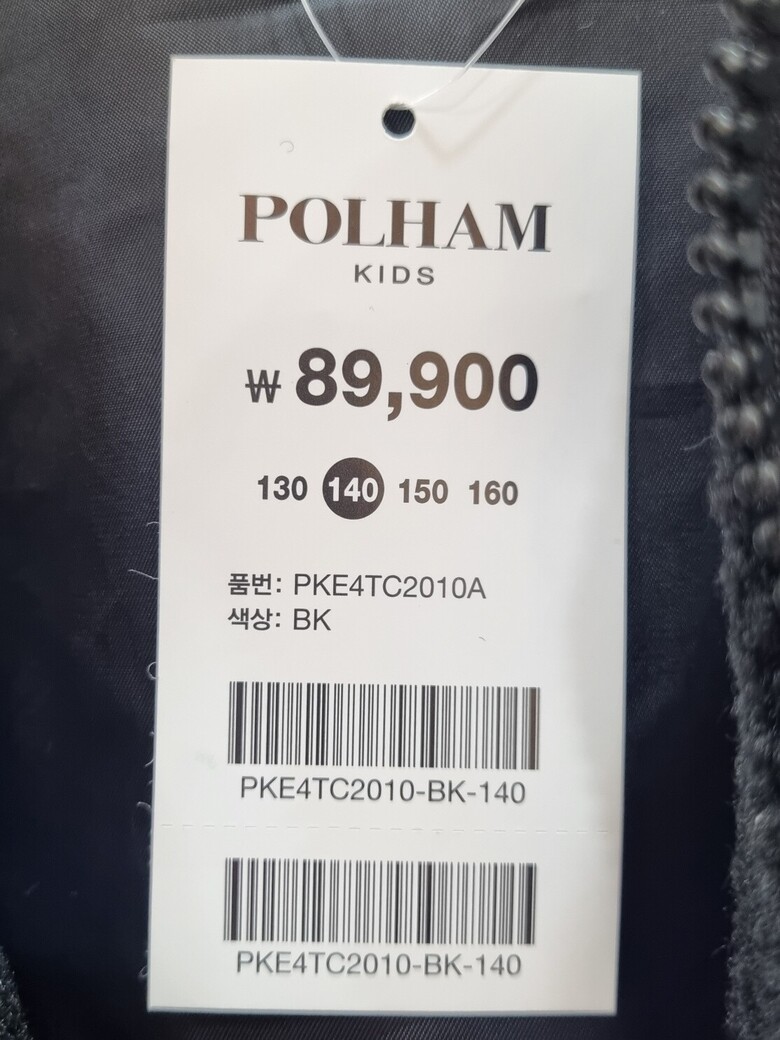 POLHAM
KIDS
₩ 89,900
130 140 150 160
품번: PKE4TC2010A
색상: BK
PKE4TC2010-BK-140
PKE4TC2010-BK-140